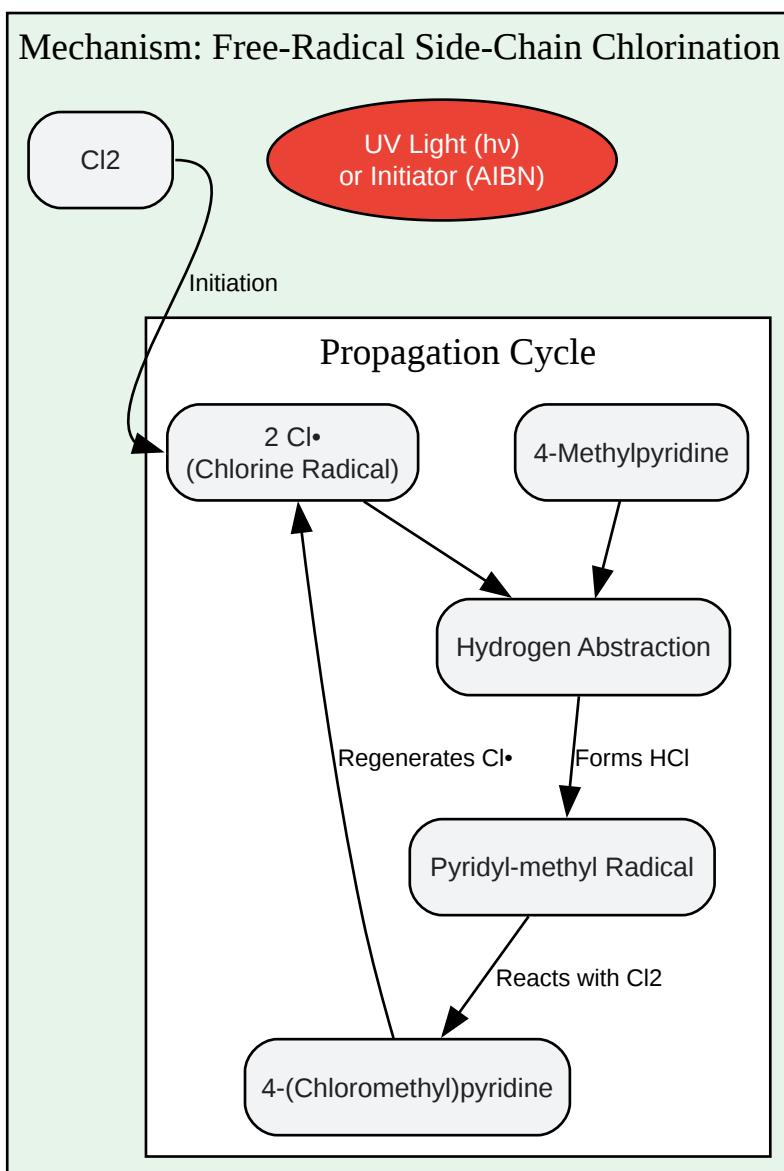 Mechanism: Free-Radical Side-Chain Chlorination
Cl2
UV Light (hν)
or Initiator (AIBN)
Initiation
Propagation Cycle
2 Cl•
(Chlorine Radical)
4-Methylpyridine
Hydrogen Abstraction
Regenerates Cl•
Forms HCl
Pyridyl-methyl Radical
Reacts with Cl2
4-(Chloromethyl)pyridine